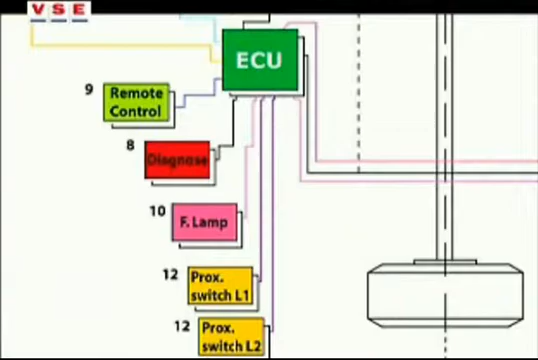 VSE
ECU
9
Remote
Control
8
Diagnose
10
F. Lamp
12
Prox.
switch L1
12
Prox.
switch L2